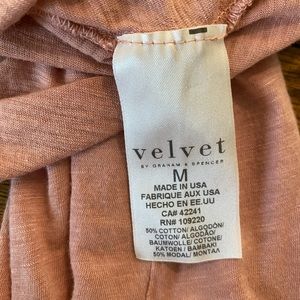 velvet
BY GRAHAM & SPENCER
M
MADE IN USA
FABRIQUE AUX USA
HECHO EN EE.UU
CA# 42241
RN# 109220
50% COTTON/ ALGODÓN/
COTON/ ALGODÃO/
BAUMWOLLE/ COTONE/
KATOEN / BAMBAKI
50% MODAL/ ΜΟΝΤΑΛ